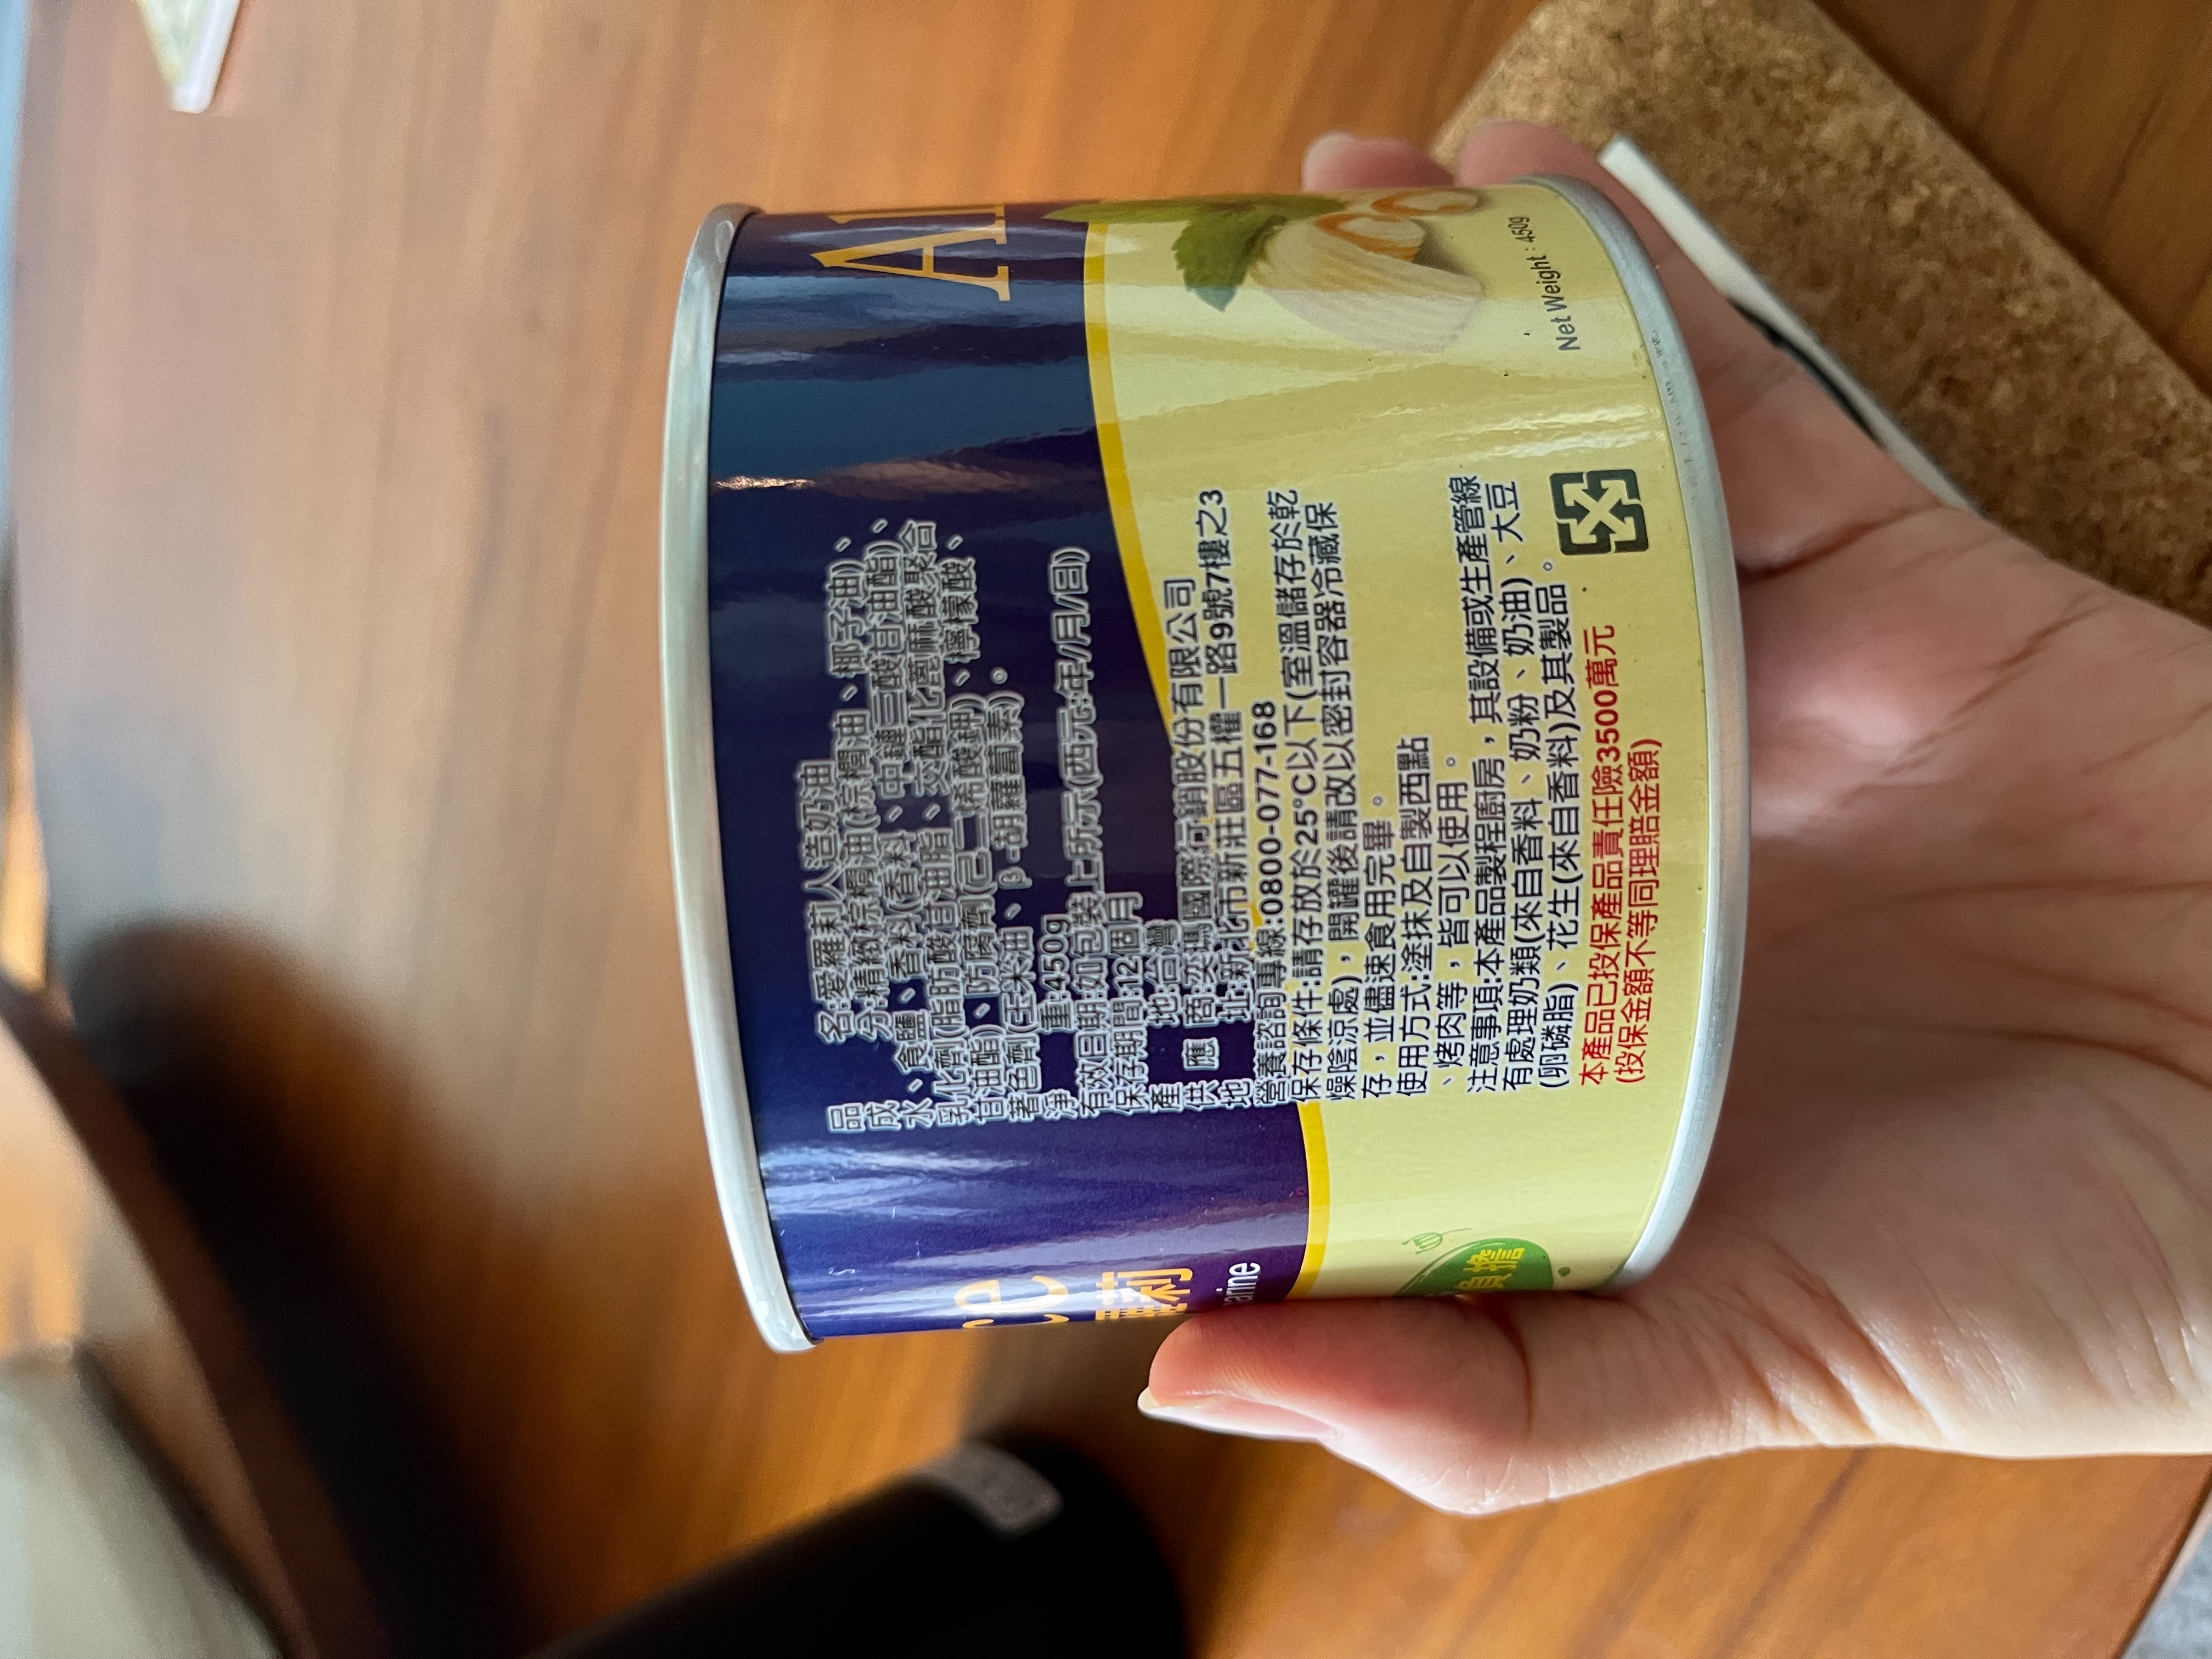 品　　名:愛羅莉人造奶油
成　　分:精緻棕櫚油(棕櫚油、椰子油)、
水、食鹽、香料(香料、中鏈三酸甘油酯)、
乳化劑(脂肪酸甘油脂、交酯化蓖麻酸聚合
甘油酯)、防腐劑(己二烯酸鉀)、檸檬酸、
著色劑(玉米油、β-胡蘿蔔素)。
淨　　重:450g
有效日期:如包裝上所示(西元:年/月/日)
保存期間:12個月
產　　地:台灣
供 應 商:奕瑪國際行銷股份有限公司
地　　址:新北市新莊區五權一路9號7樓之3
營養諮詢專線:0800-077-168
保存條件:請存放於25°C以下(室溫儲存於乾
燥陰涼處)，開罐後請改以密封容器冷藏保
存，並儘速食用完畢。
使用方式:塗抹及自製西點
、烤肉等，皆可以使用。
注意事項:本產品製程廚房，其設備或生產管線
有處理奶類(來自香料、奶粉、奶油)、大豆
(卵磷脂)、花生(來自香料)及其製品。
本產品已投保產品責任險3500萬元
(投保金額不等同理賠金額)
Net Weight : 450g